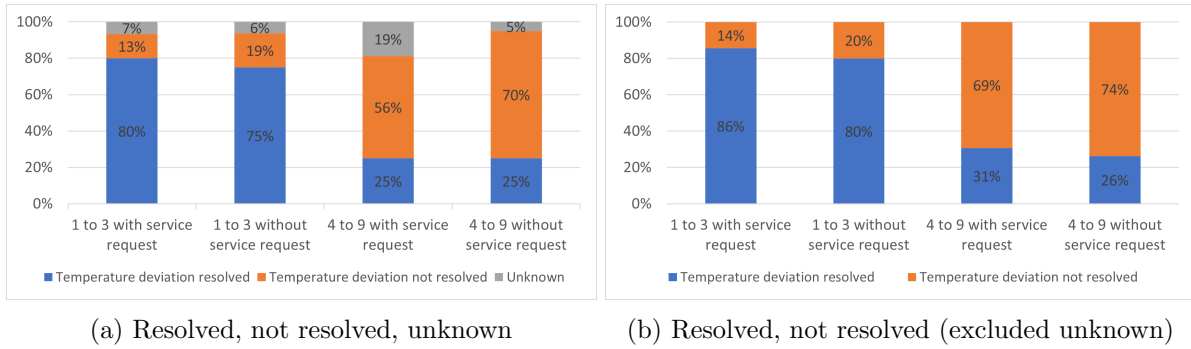 100%
80%
60%
40%
20%
0%
7%
13%
80%
6%
19%
75%
19%
56%
25%
5%
70%
25%
1 to 3 with service
request
1 to 3 without
service request
4 to 9 with service
request
4 to 9 without
service request
Temperature deviation resolved Temperature deviation not resolved Unknown
(a) Resolved, not resolved, unknown
100%
80%
60%
40%
20%
0%
14%
86%
20%
80%
69%
31%
74%
26%
1 to 3 with service
request
1 to 3 without
service request
4 to 9 with service
request
4 to 9 without
service request
Temperature deviation resolved Temperature deviation not resolved
(b) Resolved, not resolved (excluded unknown)